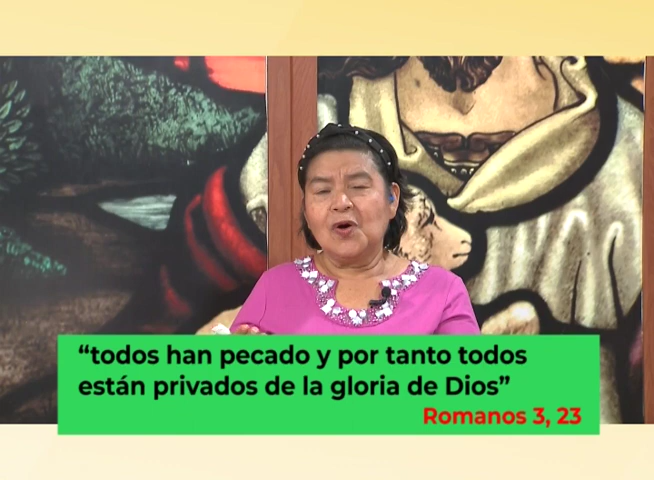 “todos han pecado y por tanto todos
están privados de la gloria de Dios”
Romanos 3, 23